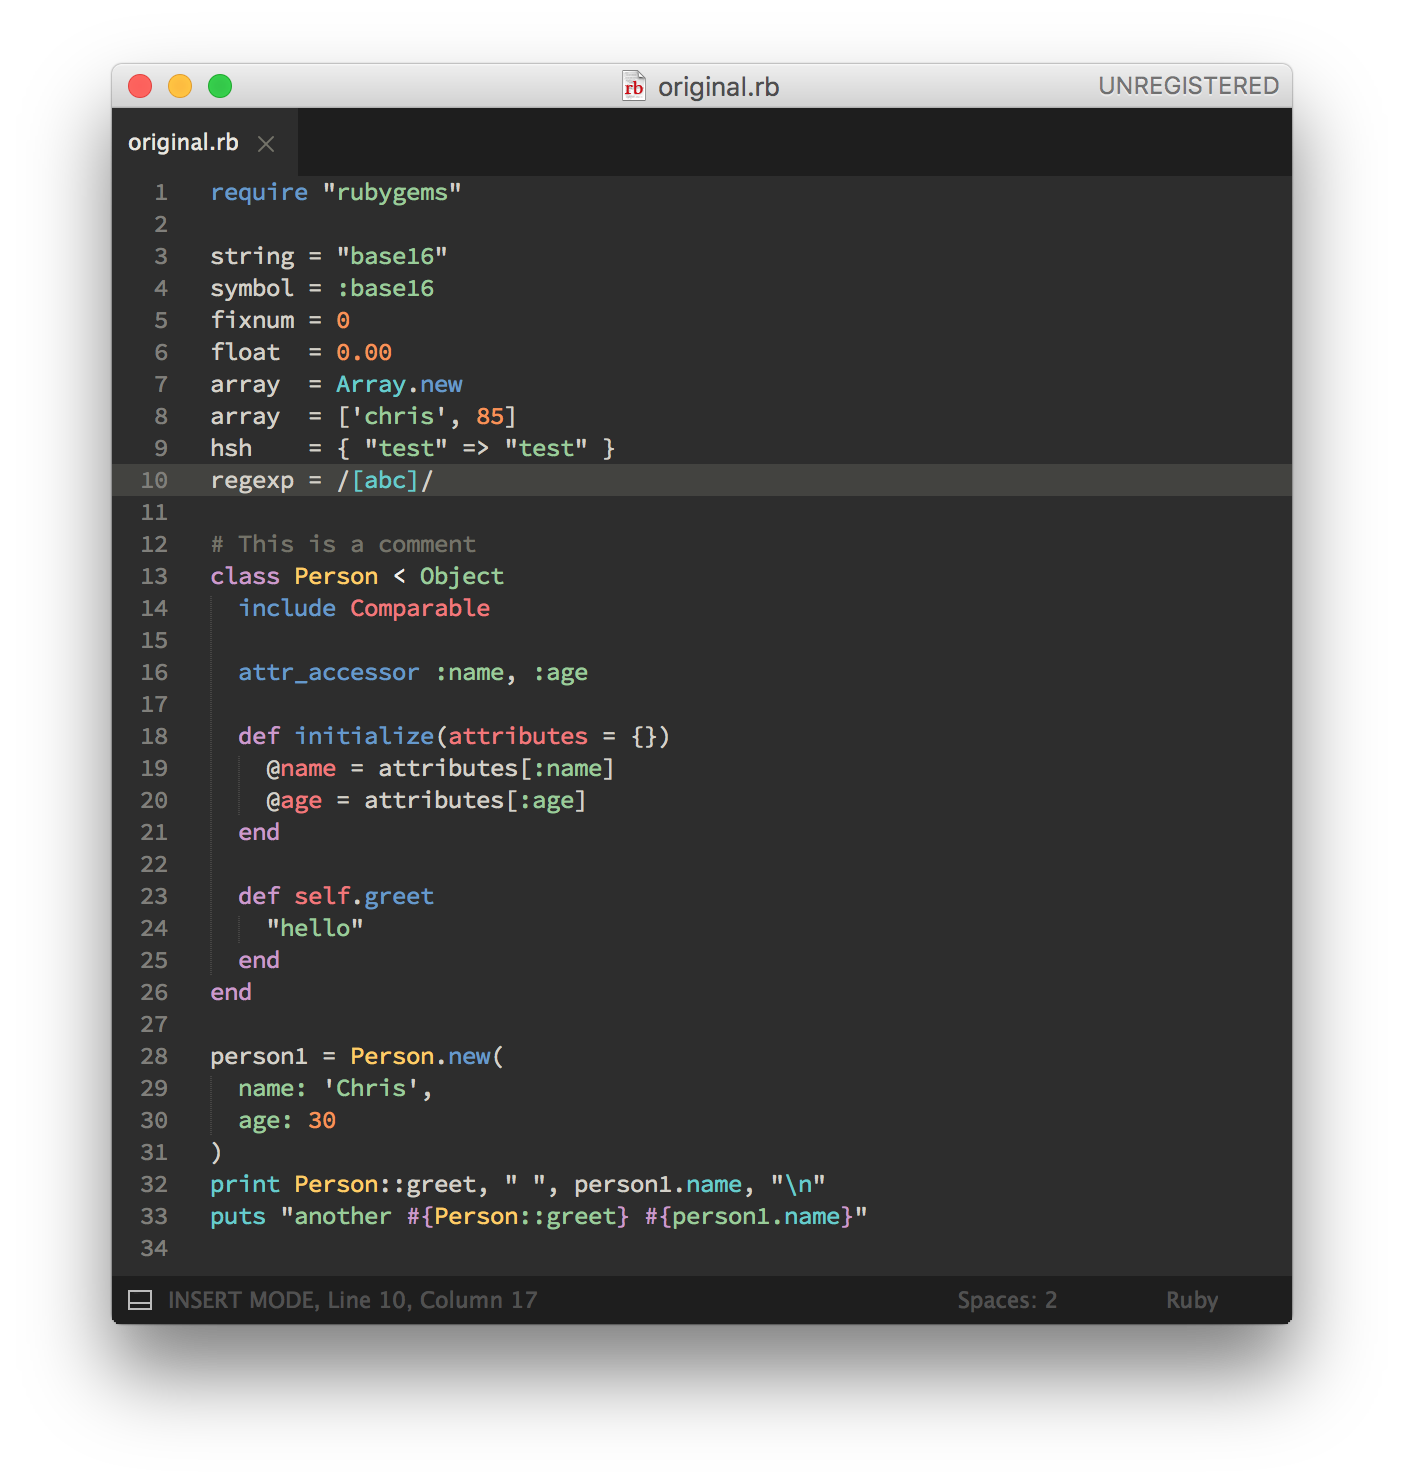 rb original.rb UNREGISTERED
original.rb ×
1 require "rubygems"
2
3 string = "base16"
4 symbol = :base16
5 fixnum = 0
6 float  = 0.00
7 array  = Array.new
8 array  = ['chris', 85]
9 hsh    = { "test" => "test" }
10 regexp = /[abc]/
11
12 # This is a comment
13 class Person < Object
14   include Comparable
15
16   attr_accessor :name, :age
17
18   def initialize(attributes = {})
19     @name = attributes[:name]
20     @age = attributes[:age]
21   end
22
23   def self.greet
24     "hello"
25   end
26 end
27
28 person1 = Person.new(
29   name: 'Chris',
30   age: 30
31 )
32 print Person::greet, " ", person1.name, "\n"
33 puts "another #{Person::greet} #{person1.name}"
34
INSERT MODE, Line 10, Column 17 Spaces: 2 Ruby